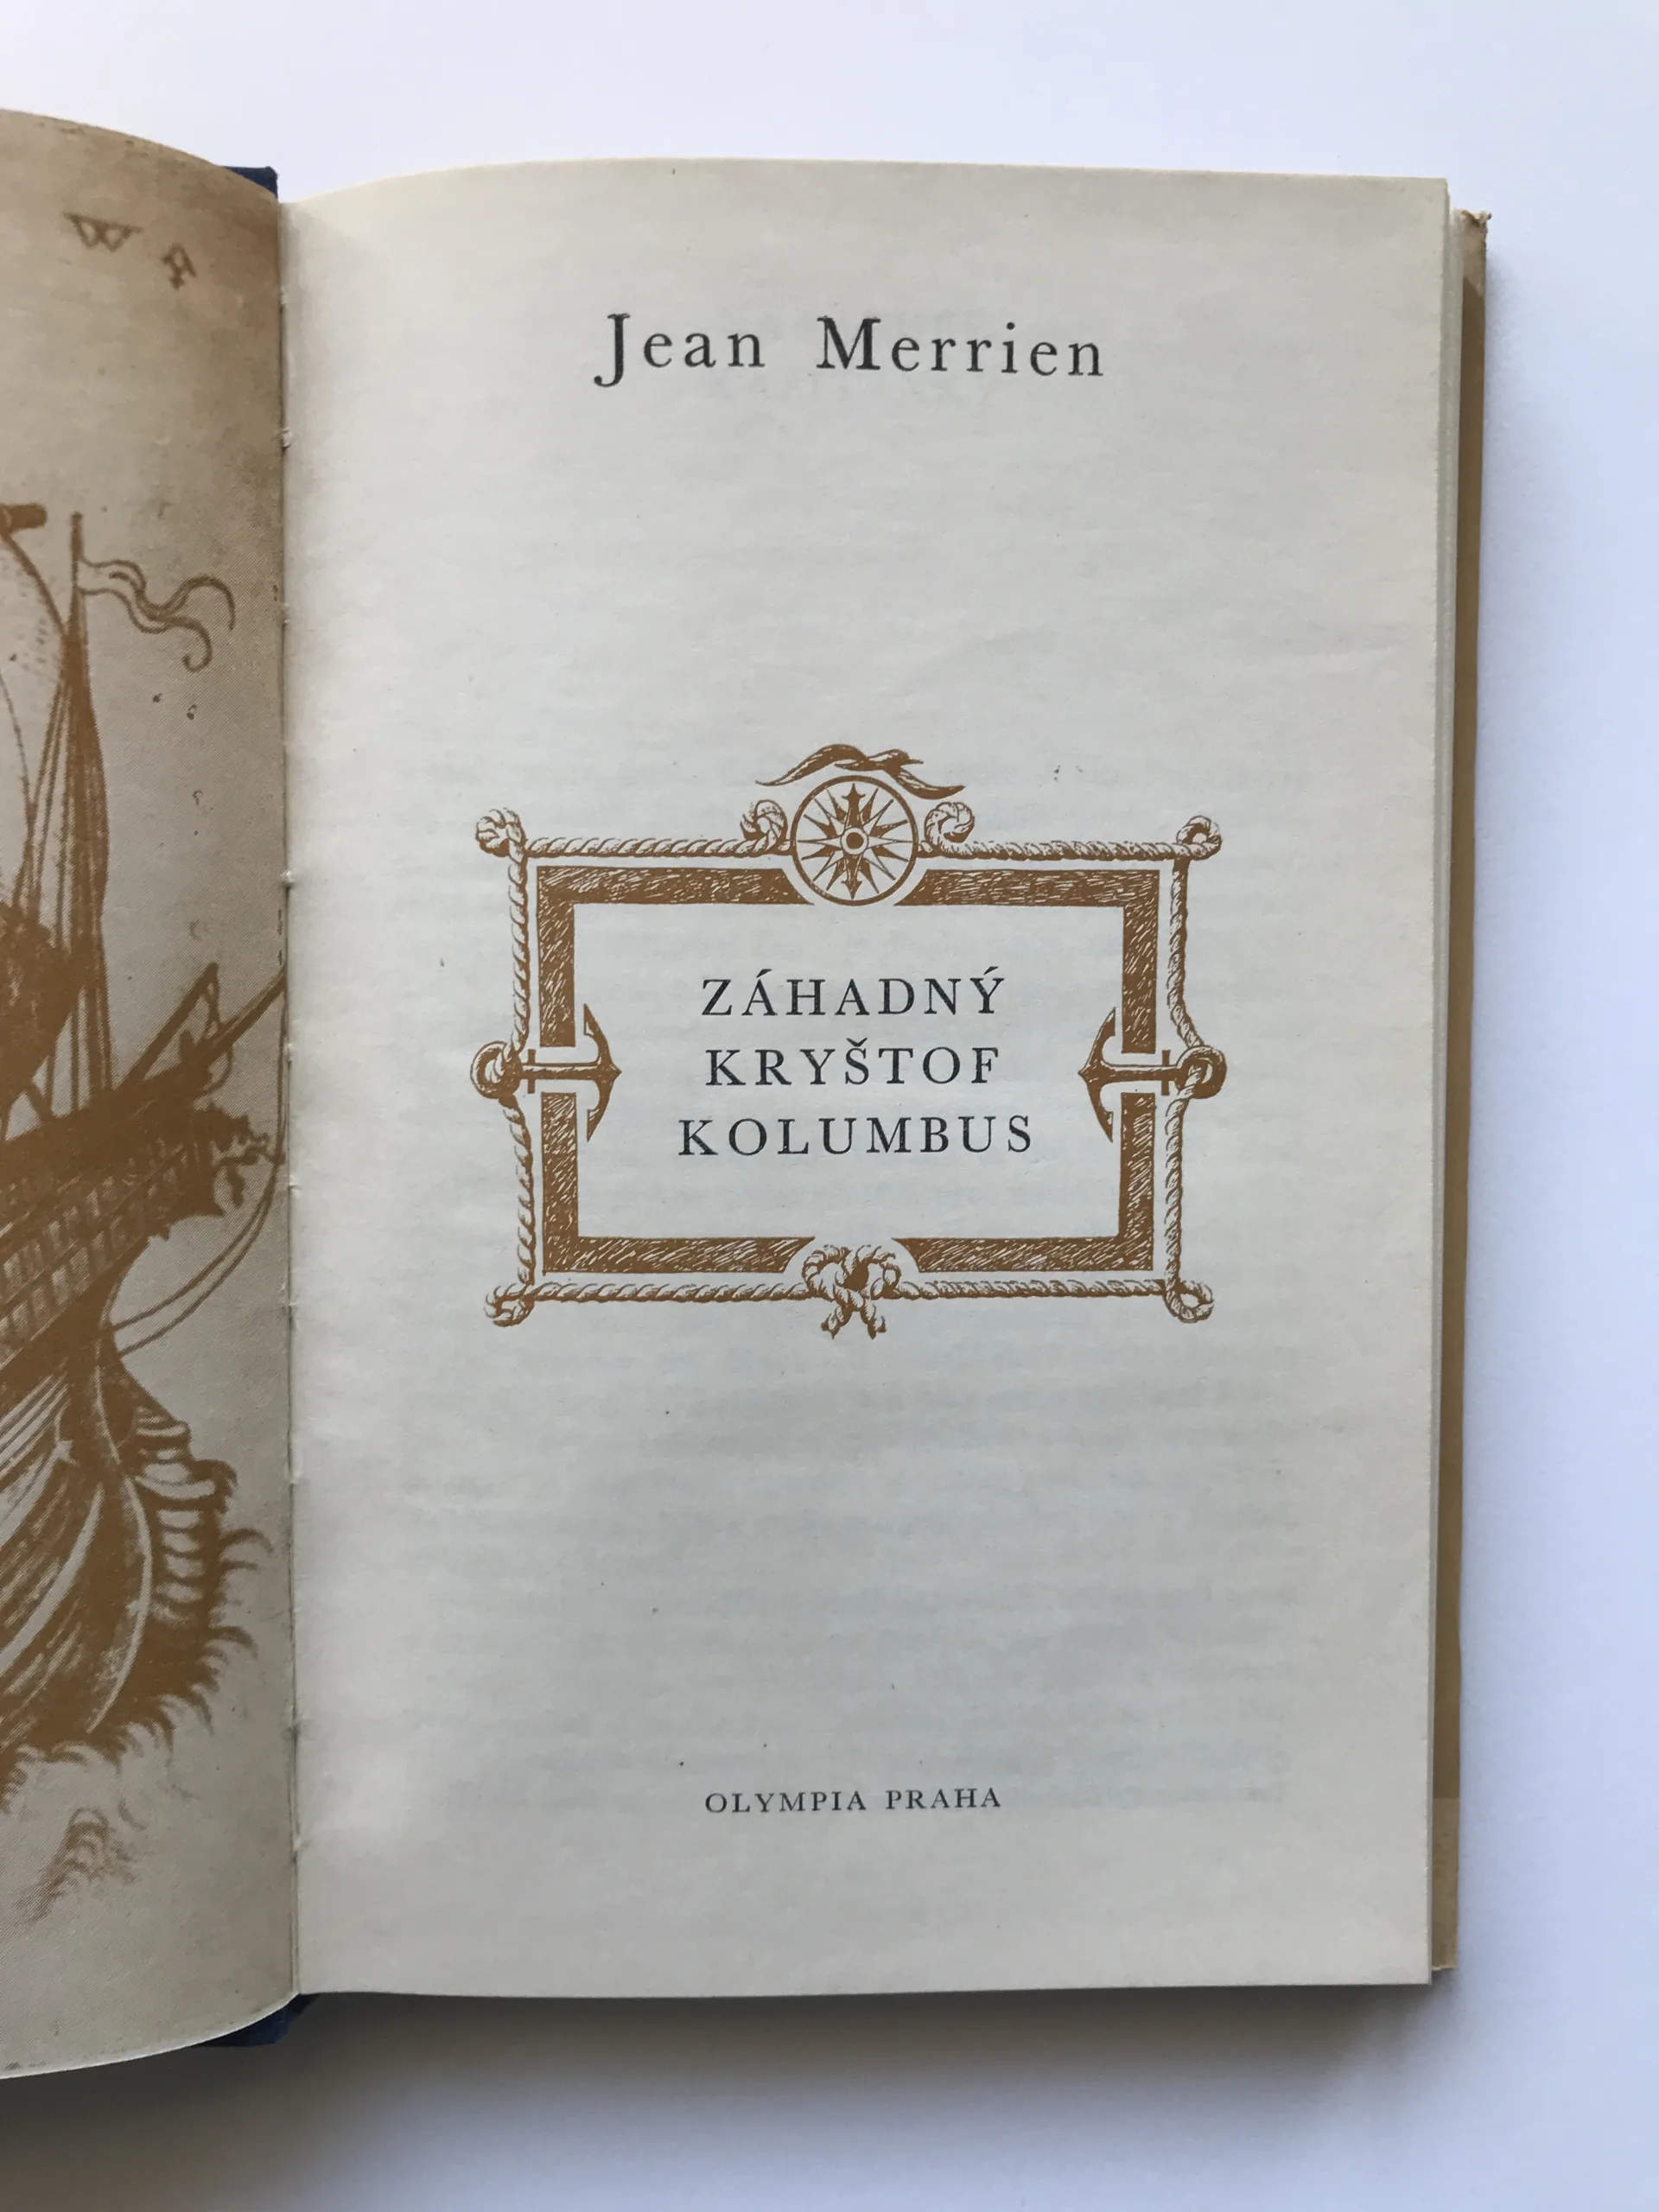 W A
Jean Merrien
ZÁHADNÝ
KRYŠTOF
KOLUMBUS
OLYMPIA PRAHA